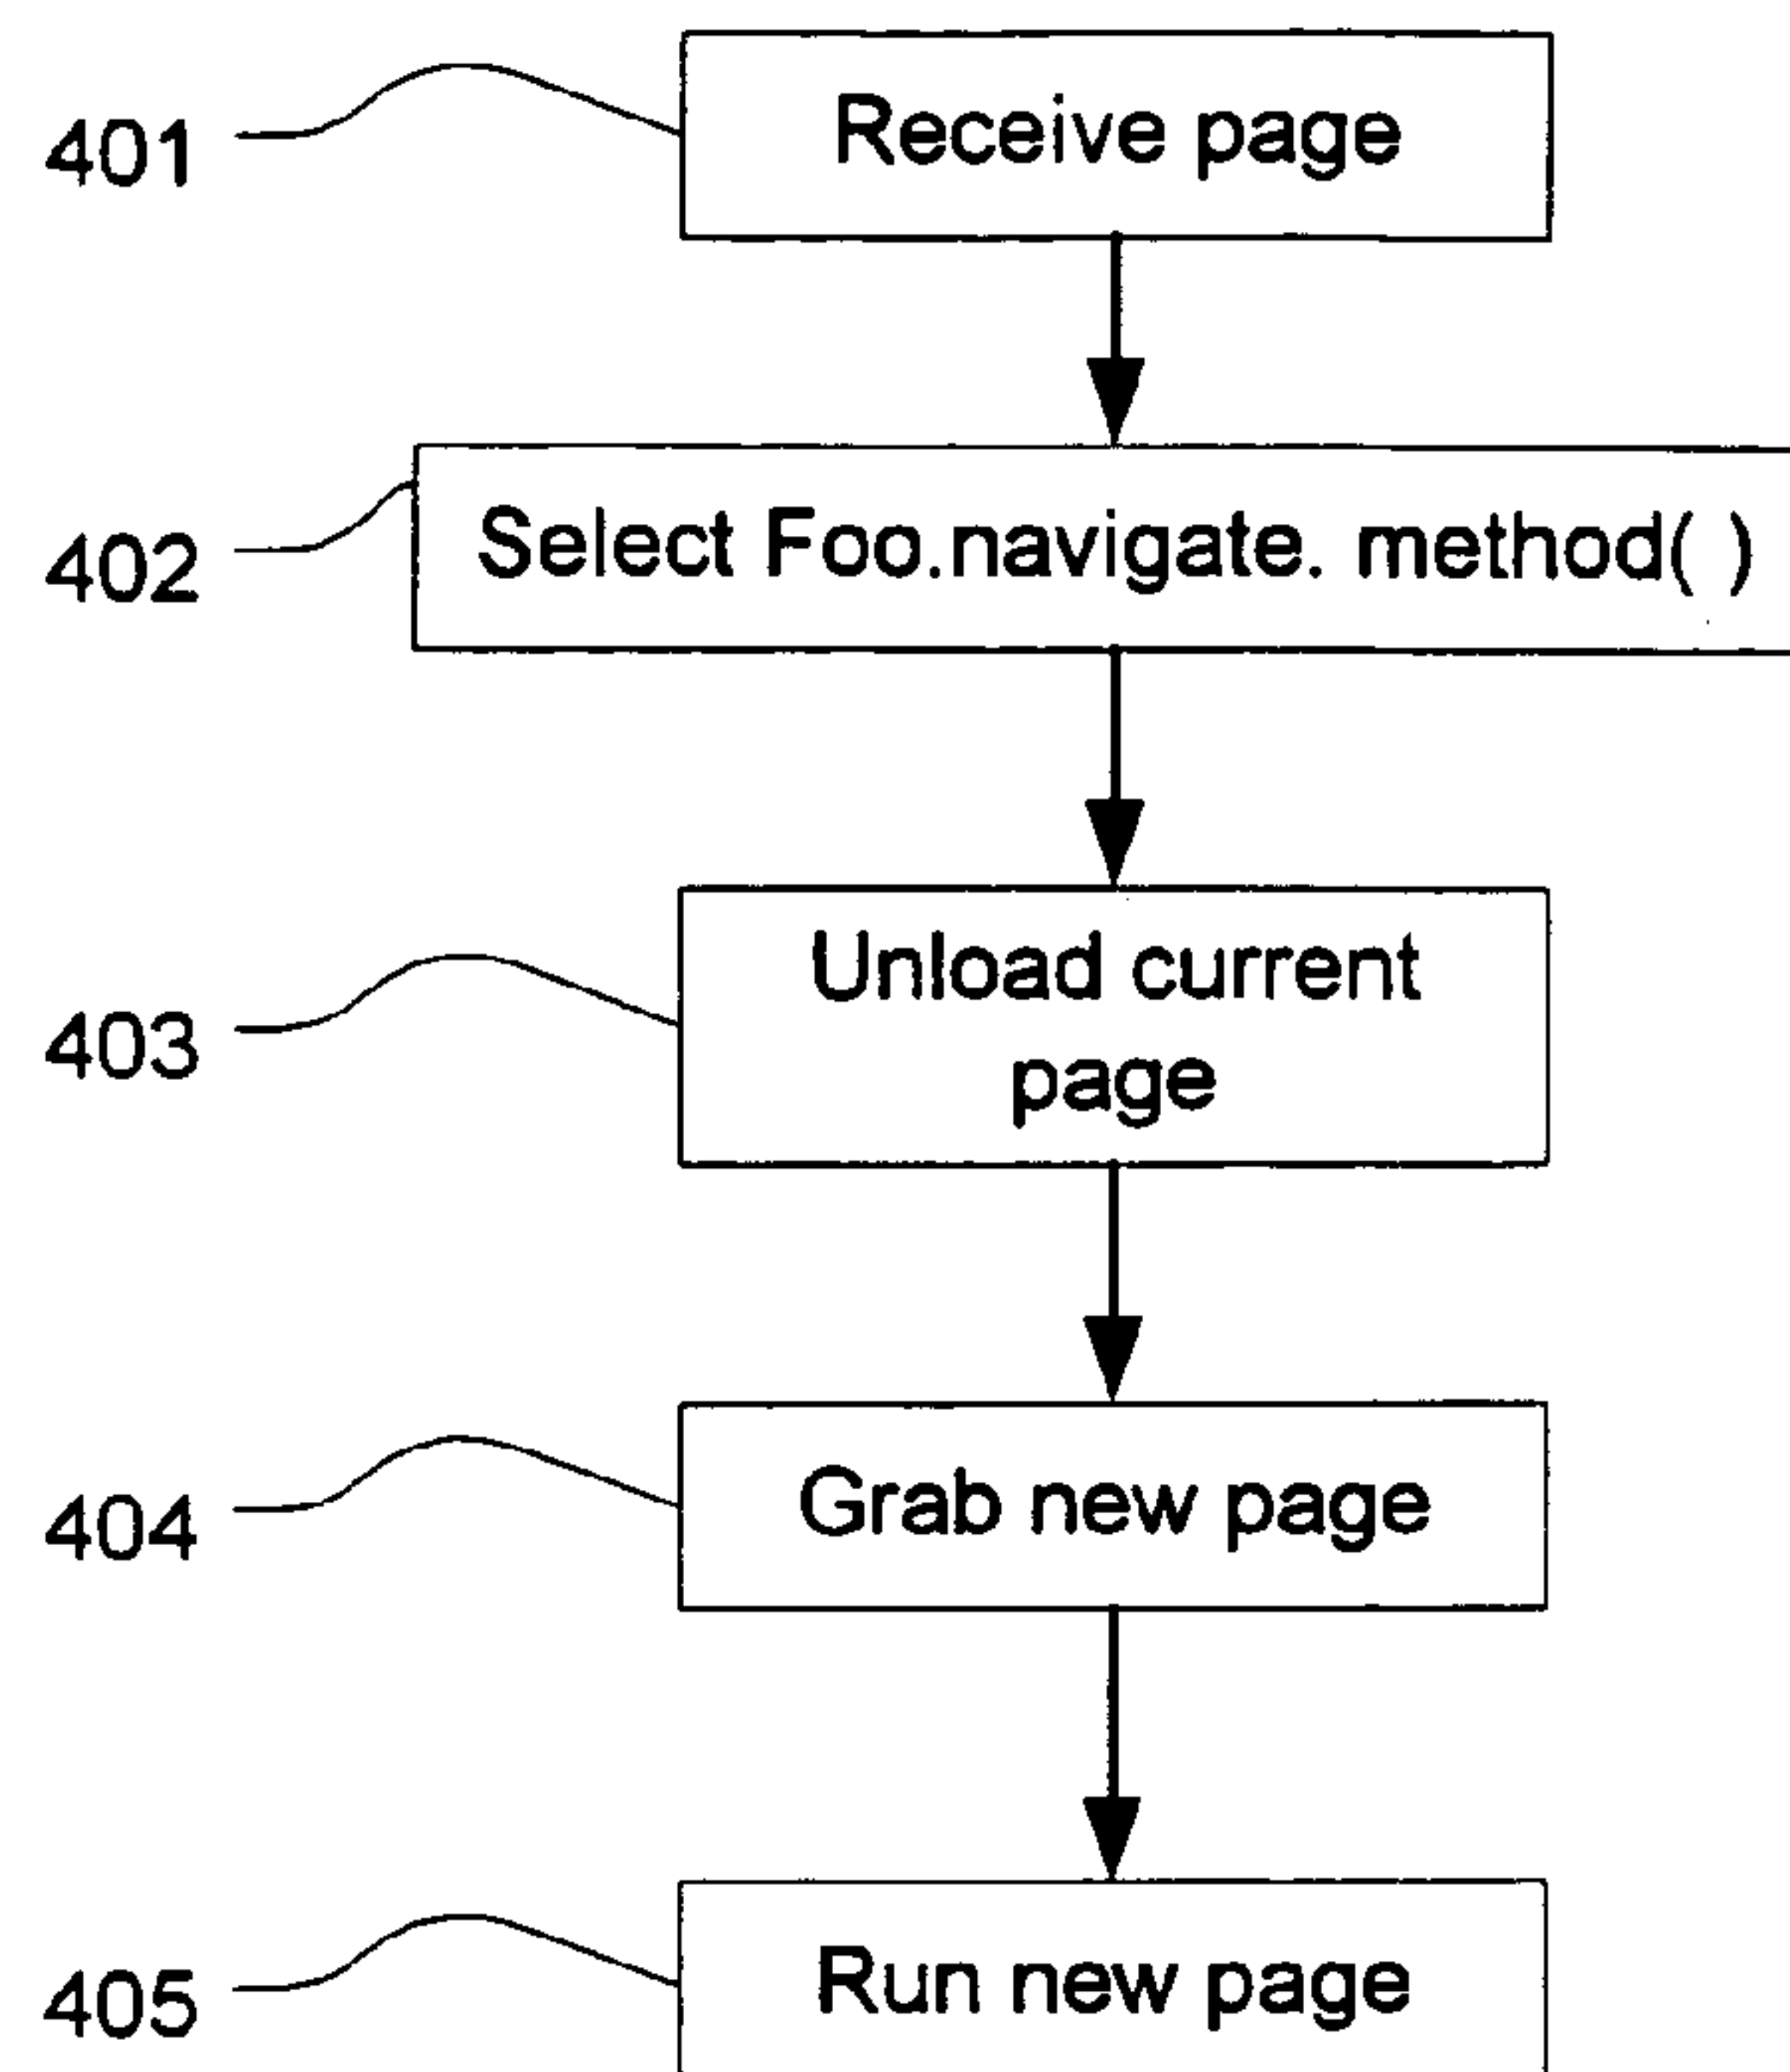 401
Receive page
402
Select Foo.navigate. method( )
403
Unload current
page
404
Grab new page
405
Run new page